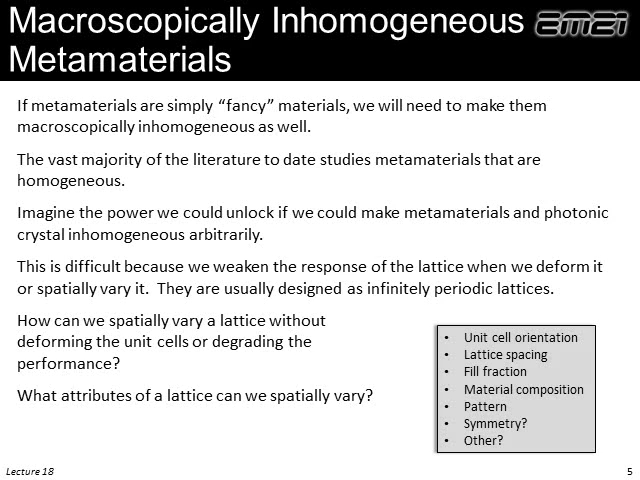 Macroscopically Inhomogeneous
Metamaterials
If metamaterials are simply “fancy” materials, we will need to make them
macroscopically inhomogeneous as well.
The vast majority of the literature to date studies metamaterials that are
homogeneous.
Imagine the power we could unlock if we could make metamaterials and photonic
crystal inhomogeneous arbitrarily.
This is difficult because we weaken the response of the lattice when we deform it
or spatially vary it.  They are usually designed as infinitely periodic lattices.
How can we spatially vary a lattice without
deforming the unit cells or degrading the
performance?
What attributes of a lattice can we spatially vary?
• Unit cell orientation
• Lattice spacing
• Fill fraction
• Material composition
• Pattern
• Symmetry?
• Other?
Lecture 18
5